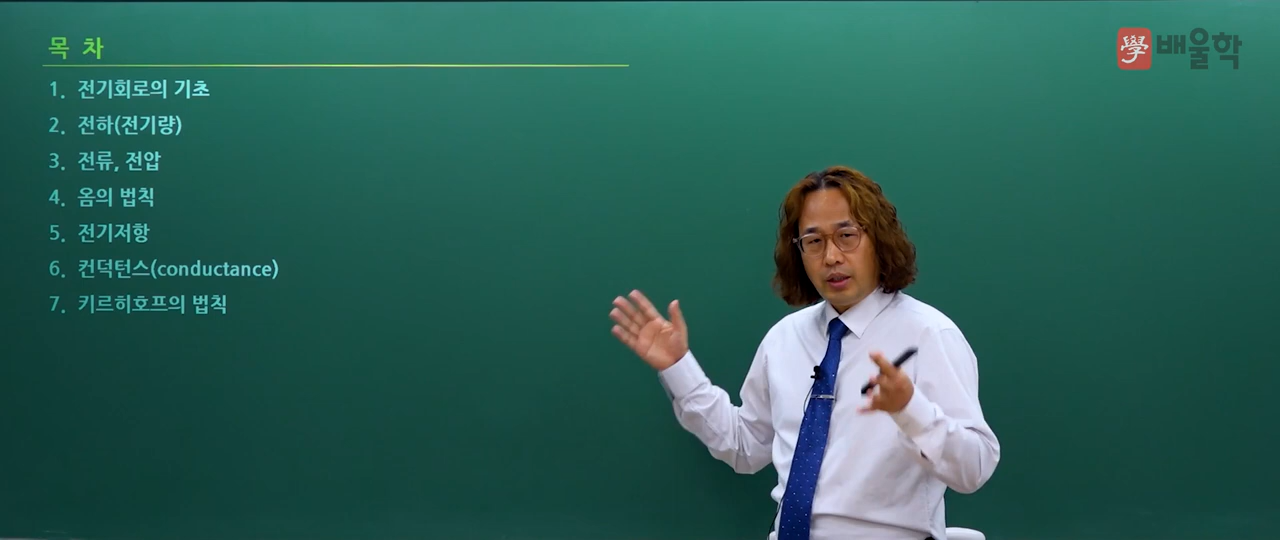 목 차
學 배울학
1. 전기회로의 기초
2. 전하(전기량)
3. 전류, 전압
4. 옴의 법칙
5. 전기저항
6. 컨덕턴스(conductance)
7. 키르히호프의 법칙